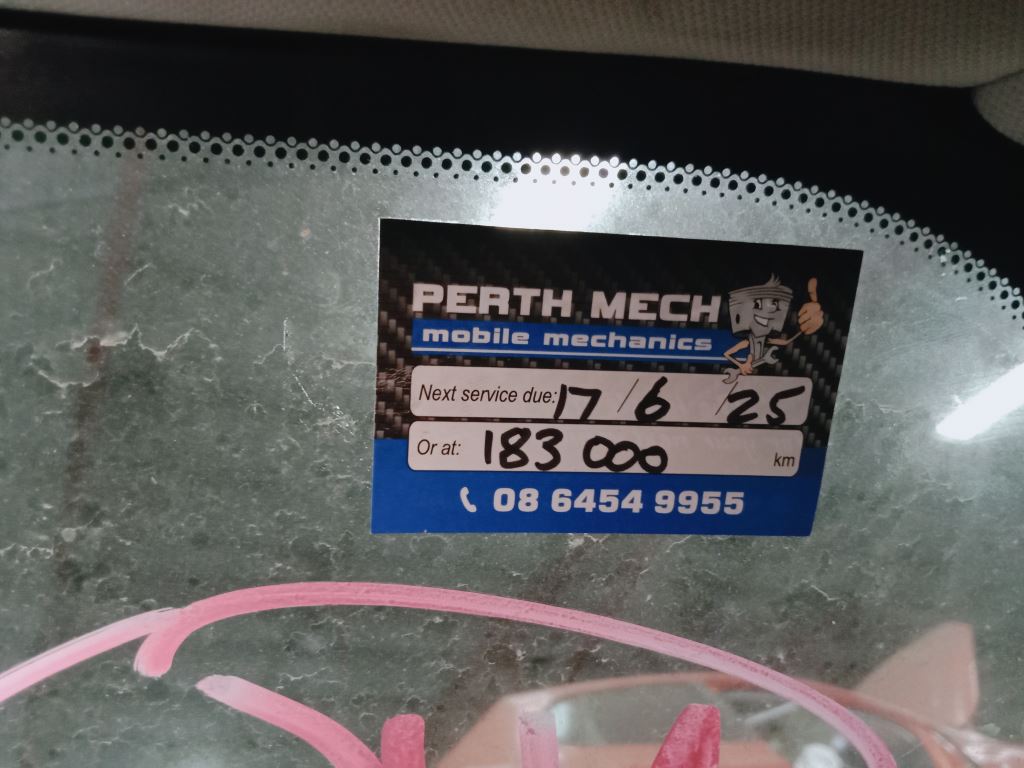 PERTH MECH
mobile mechanics
Next service due: 17/6/25
Or at: 183 000 km
08 6454 9955